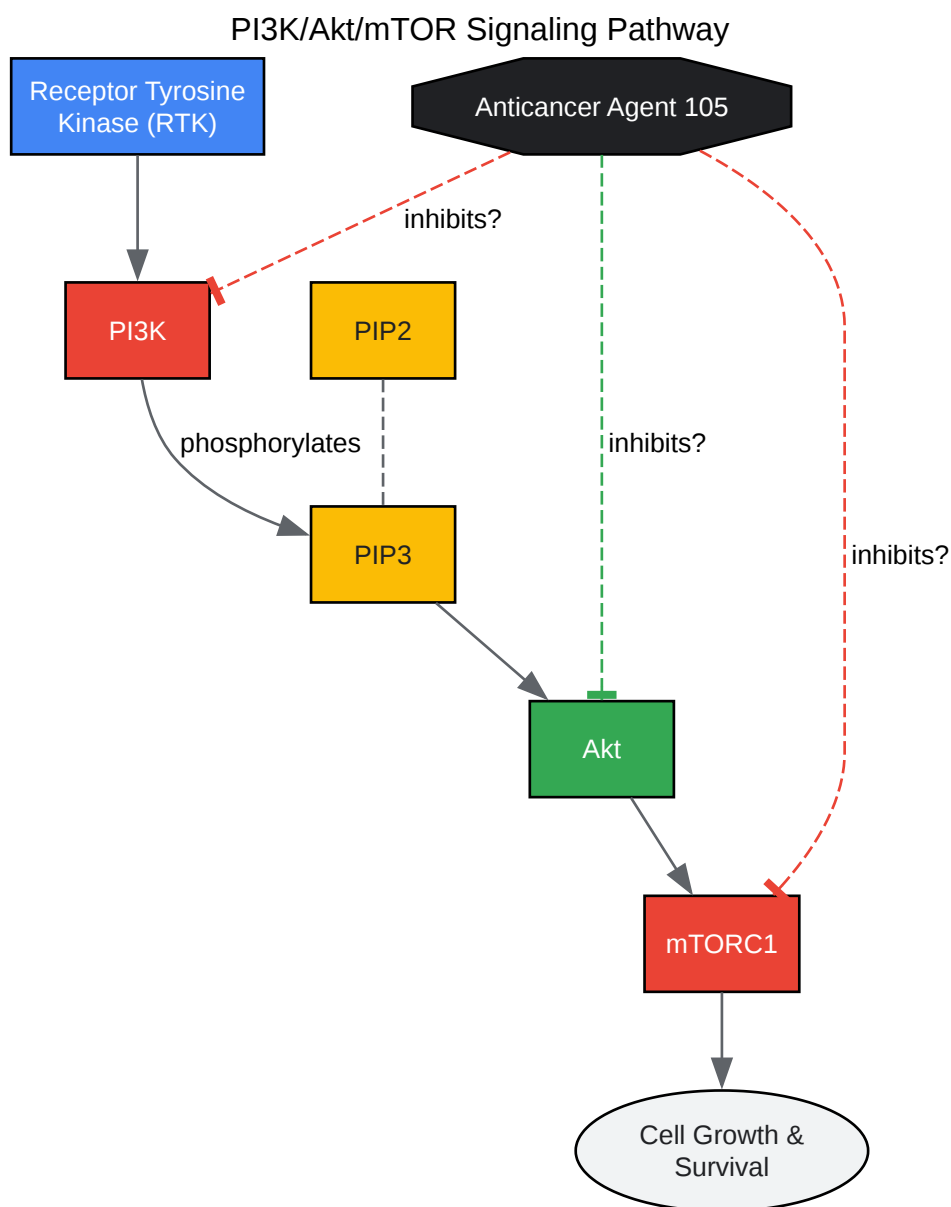 PI3K/Akt/mTOR Signaling Pathway
Receptor Tyrosine
Kinase (RTK)
Anticancer Agent 105
inhibits?
PI3K
PIP2
phosphorylates
inhibits?
PIP3
inhibits?
Akt
mTORC1
Cell Growth &
Survival